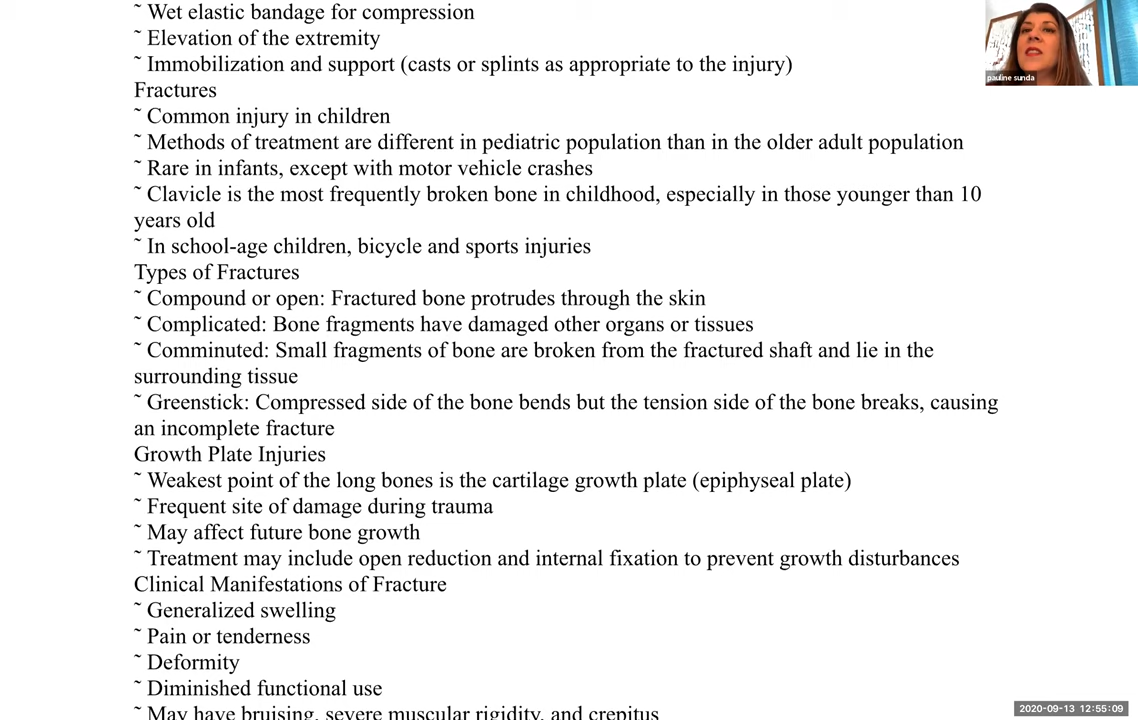 ~ Wet elastic bandage for compression
~ Elevation of the extremity
~ Immobilization and support (casts or splints as appropriate to the injury)
Fractures
~ Common injury in children
~ Methods of treatment are different in pediatric population than in the older adult population
~ Rare in infants, except with motor vehicle crashes
~ Clavicle is the most frequently broken bone in childhood, especially in those younger than 10
years old
~ In school-age children, bicycle and sports injuries
Types of Fractures
~ Compound or open: Fractured bone protrudes through the skin
~ Complicated: Bone fragments have damaged other organs or tissues
~ Comminuted: Small fragments of bone are broken from the fractured shaft and lie in the
surrounding tissue
~ Greenstick: Compressed side of the bone bends but the tension side of the bone breaks, causing
an incomplete fracture
Growth Plate Injuries
~ Weakest point of the long bones is the cartilage growth plate (epiphyseal plate)
~ Frequent site of damage during trauma
~ May affect future bone growth
~ Treatment may include open reduction and internal fixation to prevent growth disturbances
Clinical Manifestations of Fracture
~ Generalized swelling
~ Pain or tenderness
~ Deformity
~ Diminished functional use
~ May have bruising, severe muscular rigidity, and crepitus
pauline sunda
2020-09-13 12:55:09